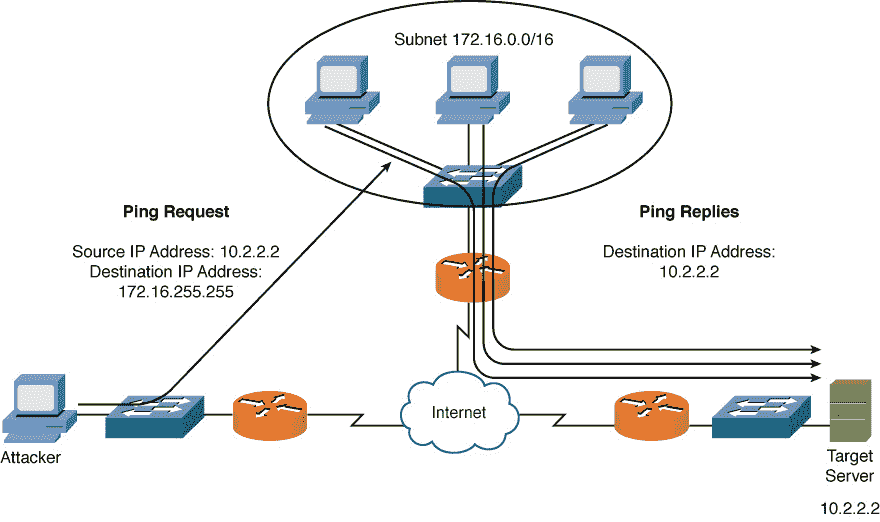 Subnet 172.16.0.0/16
Ping Request
Source IP Address: 10.2.2.2
Destination IP Address:
172.16.255.255
Ping Replies
Destination IP Address:
10.2.2.2
Internet
Attacker
Target
Server
10.2.2.2